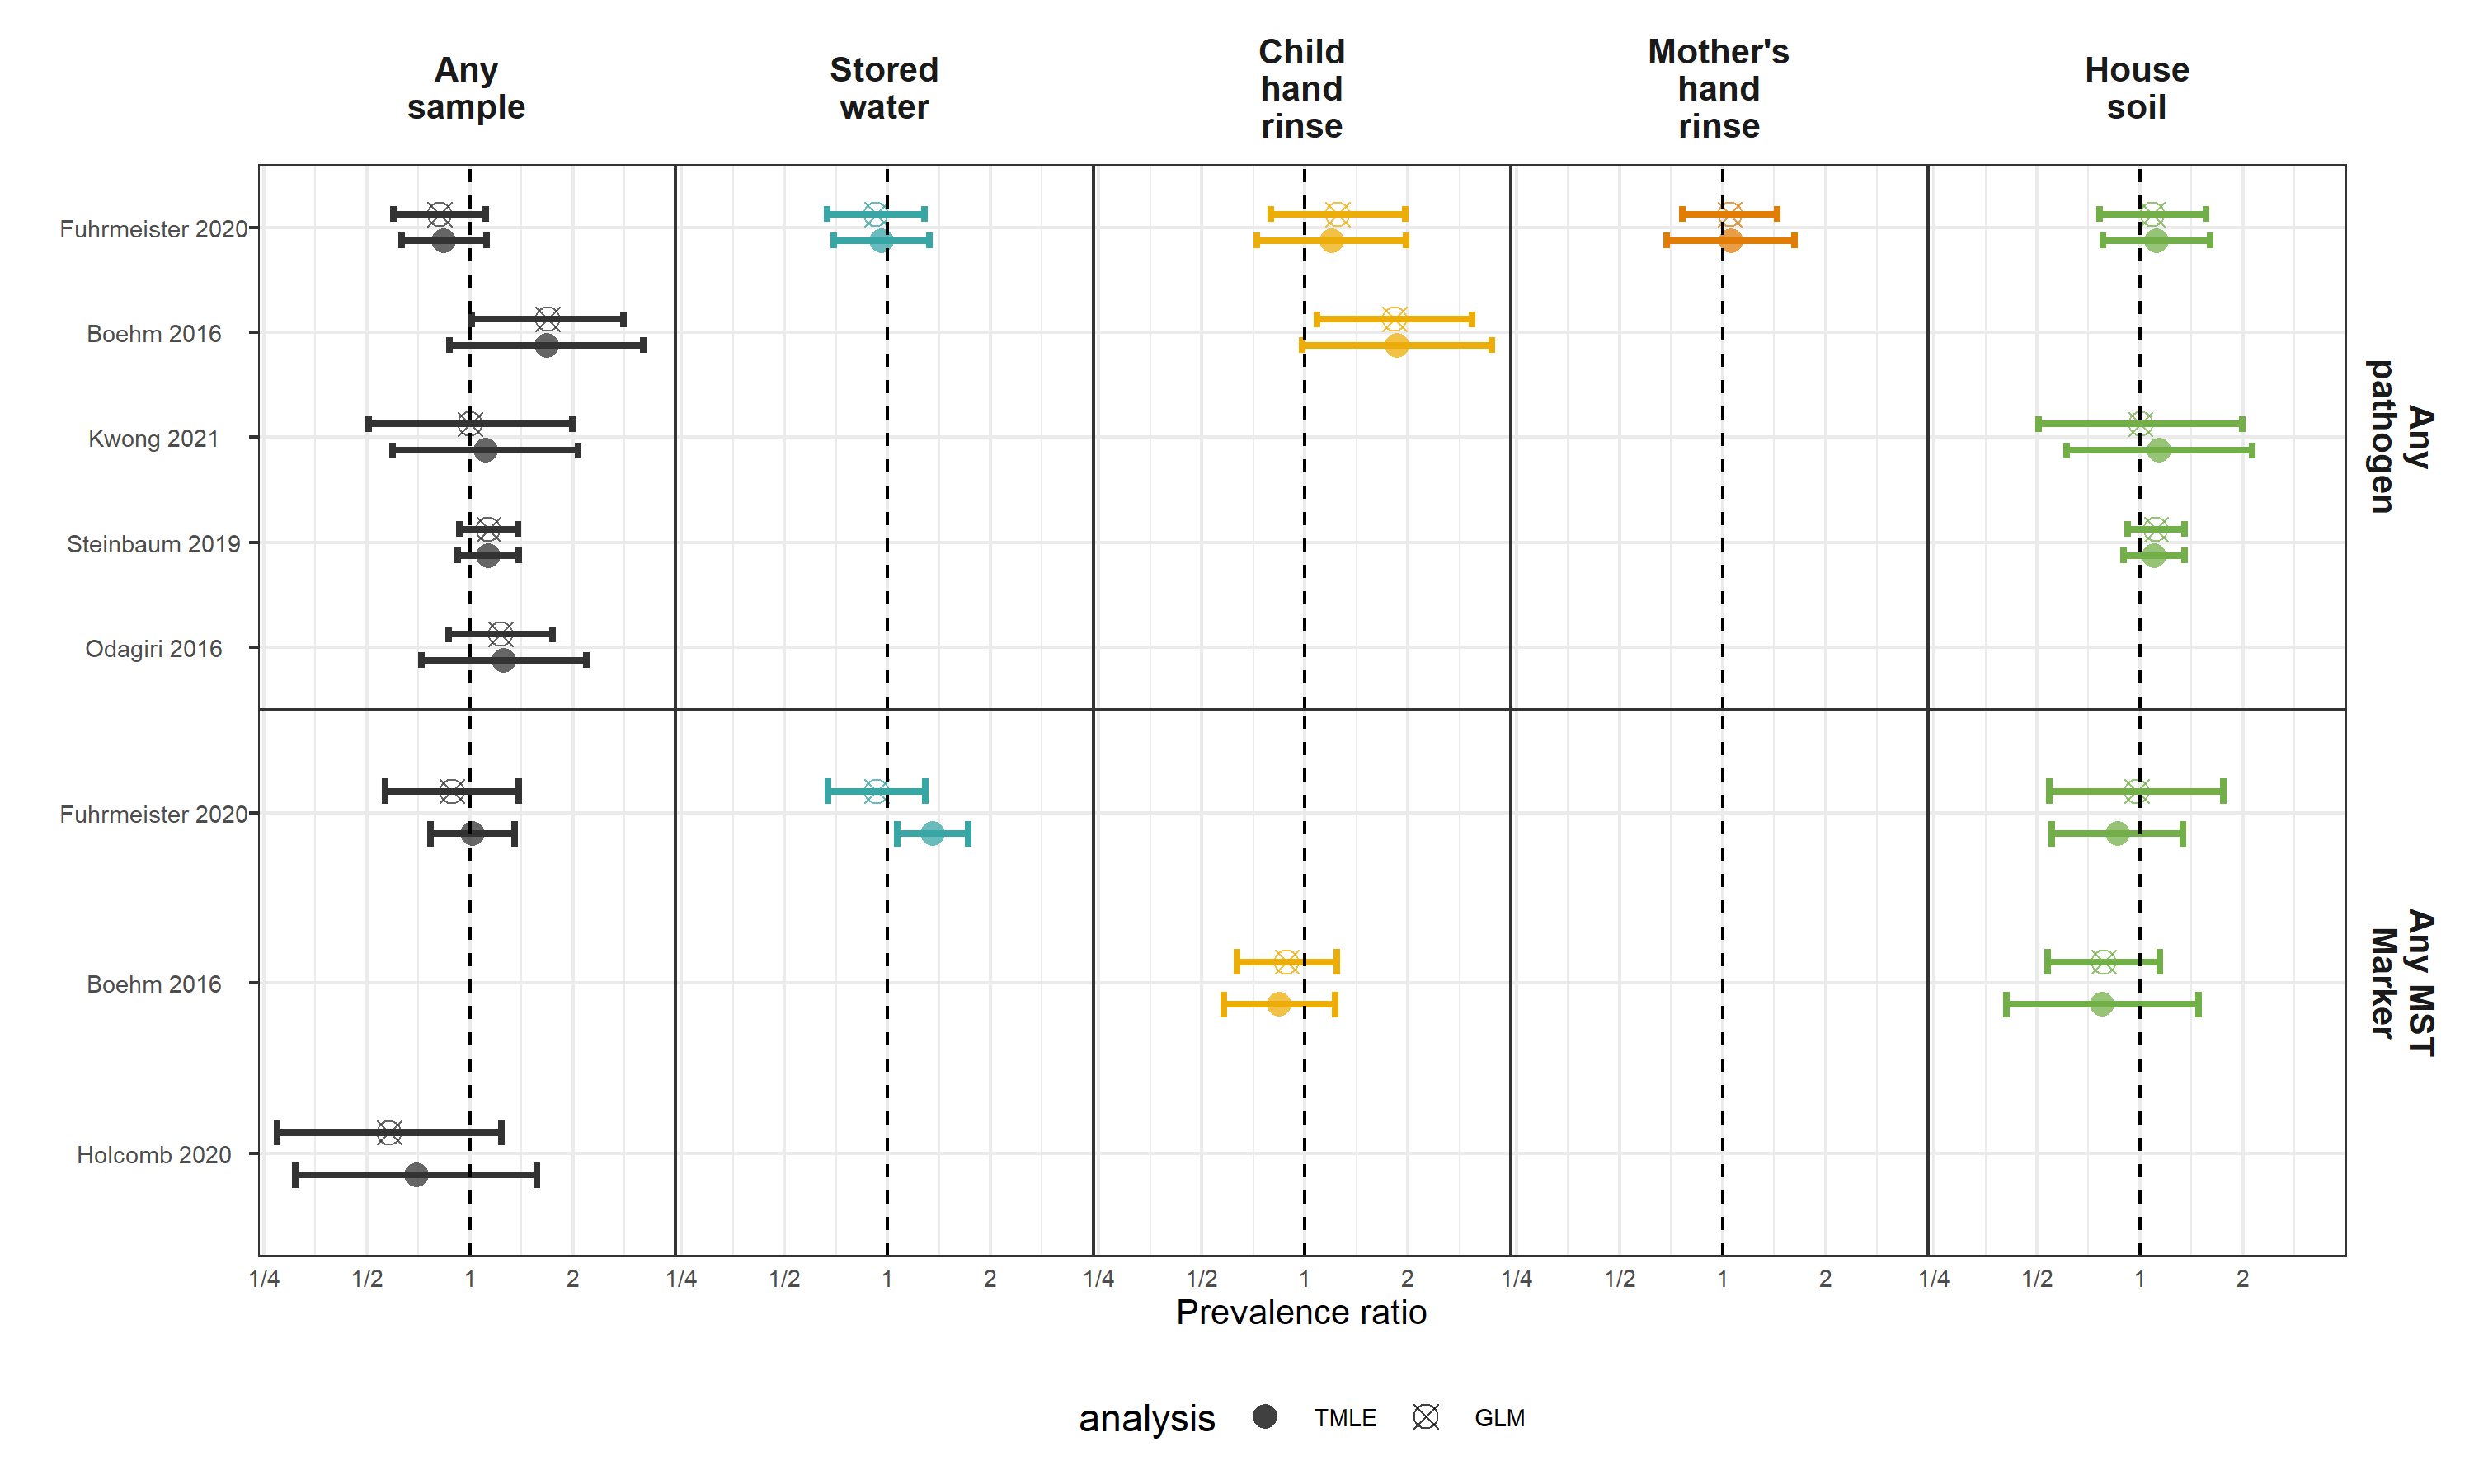 Any
sample
Stored
water
Child
hand
rinse
Mother's
hand
rinse
House
soil
Fuhrmeister 2020
Boehm 2016
Kwong 2021
Steinbaum 2019
Odagiri 2016
Any
pathogen
Fuhrmeister 2020
Boehm 2016
Holcomb 2020
Any MST
Marker
1/4 1/2 1 2 1/4 1/2 1 2 1/4 1/2 1 2 1/4 1/2 1 2 1/4 1/2 1 2
Prevalence ratio
analysis TMLE GLM